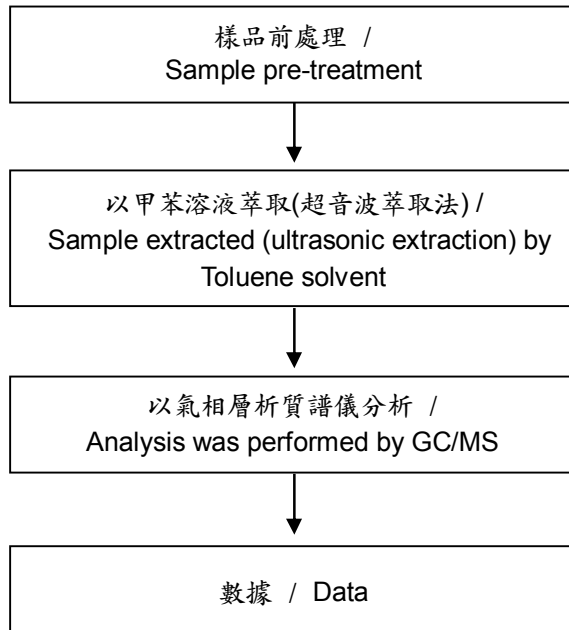 樣品前處理 /
Sample pre-treatment
以甲苯溶液萃取(超音波萃取法) /
Sample extracted (ultrasonic extraction) by
Toluene solvent
以氣相層析質譜儀分析 /
Analysis was performed by GC/MS
數據 / Data